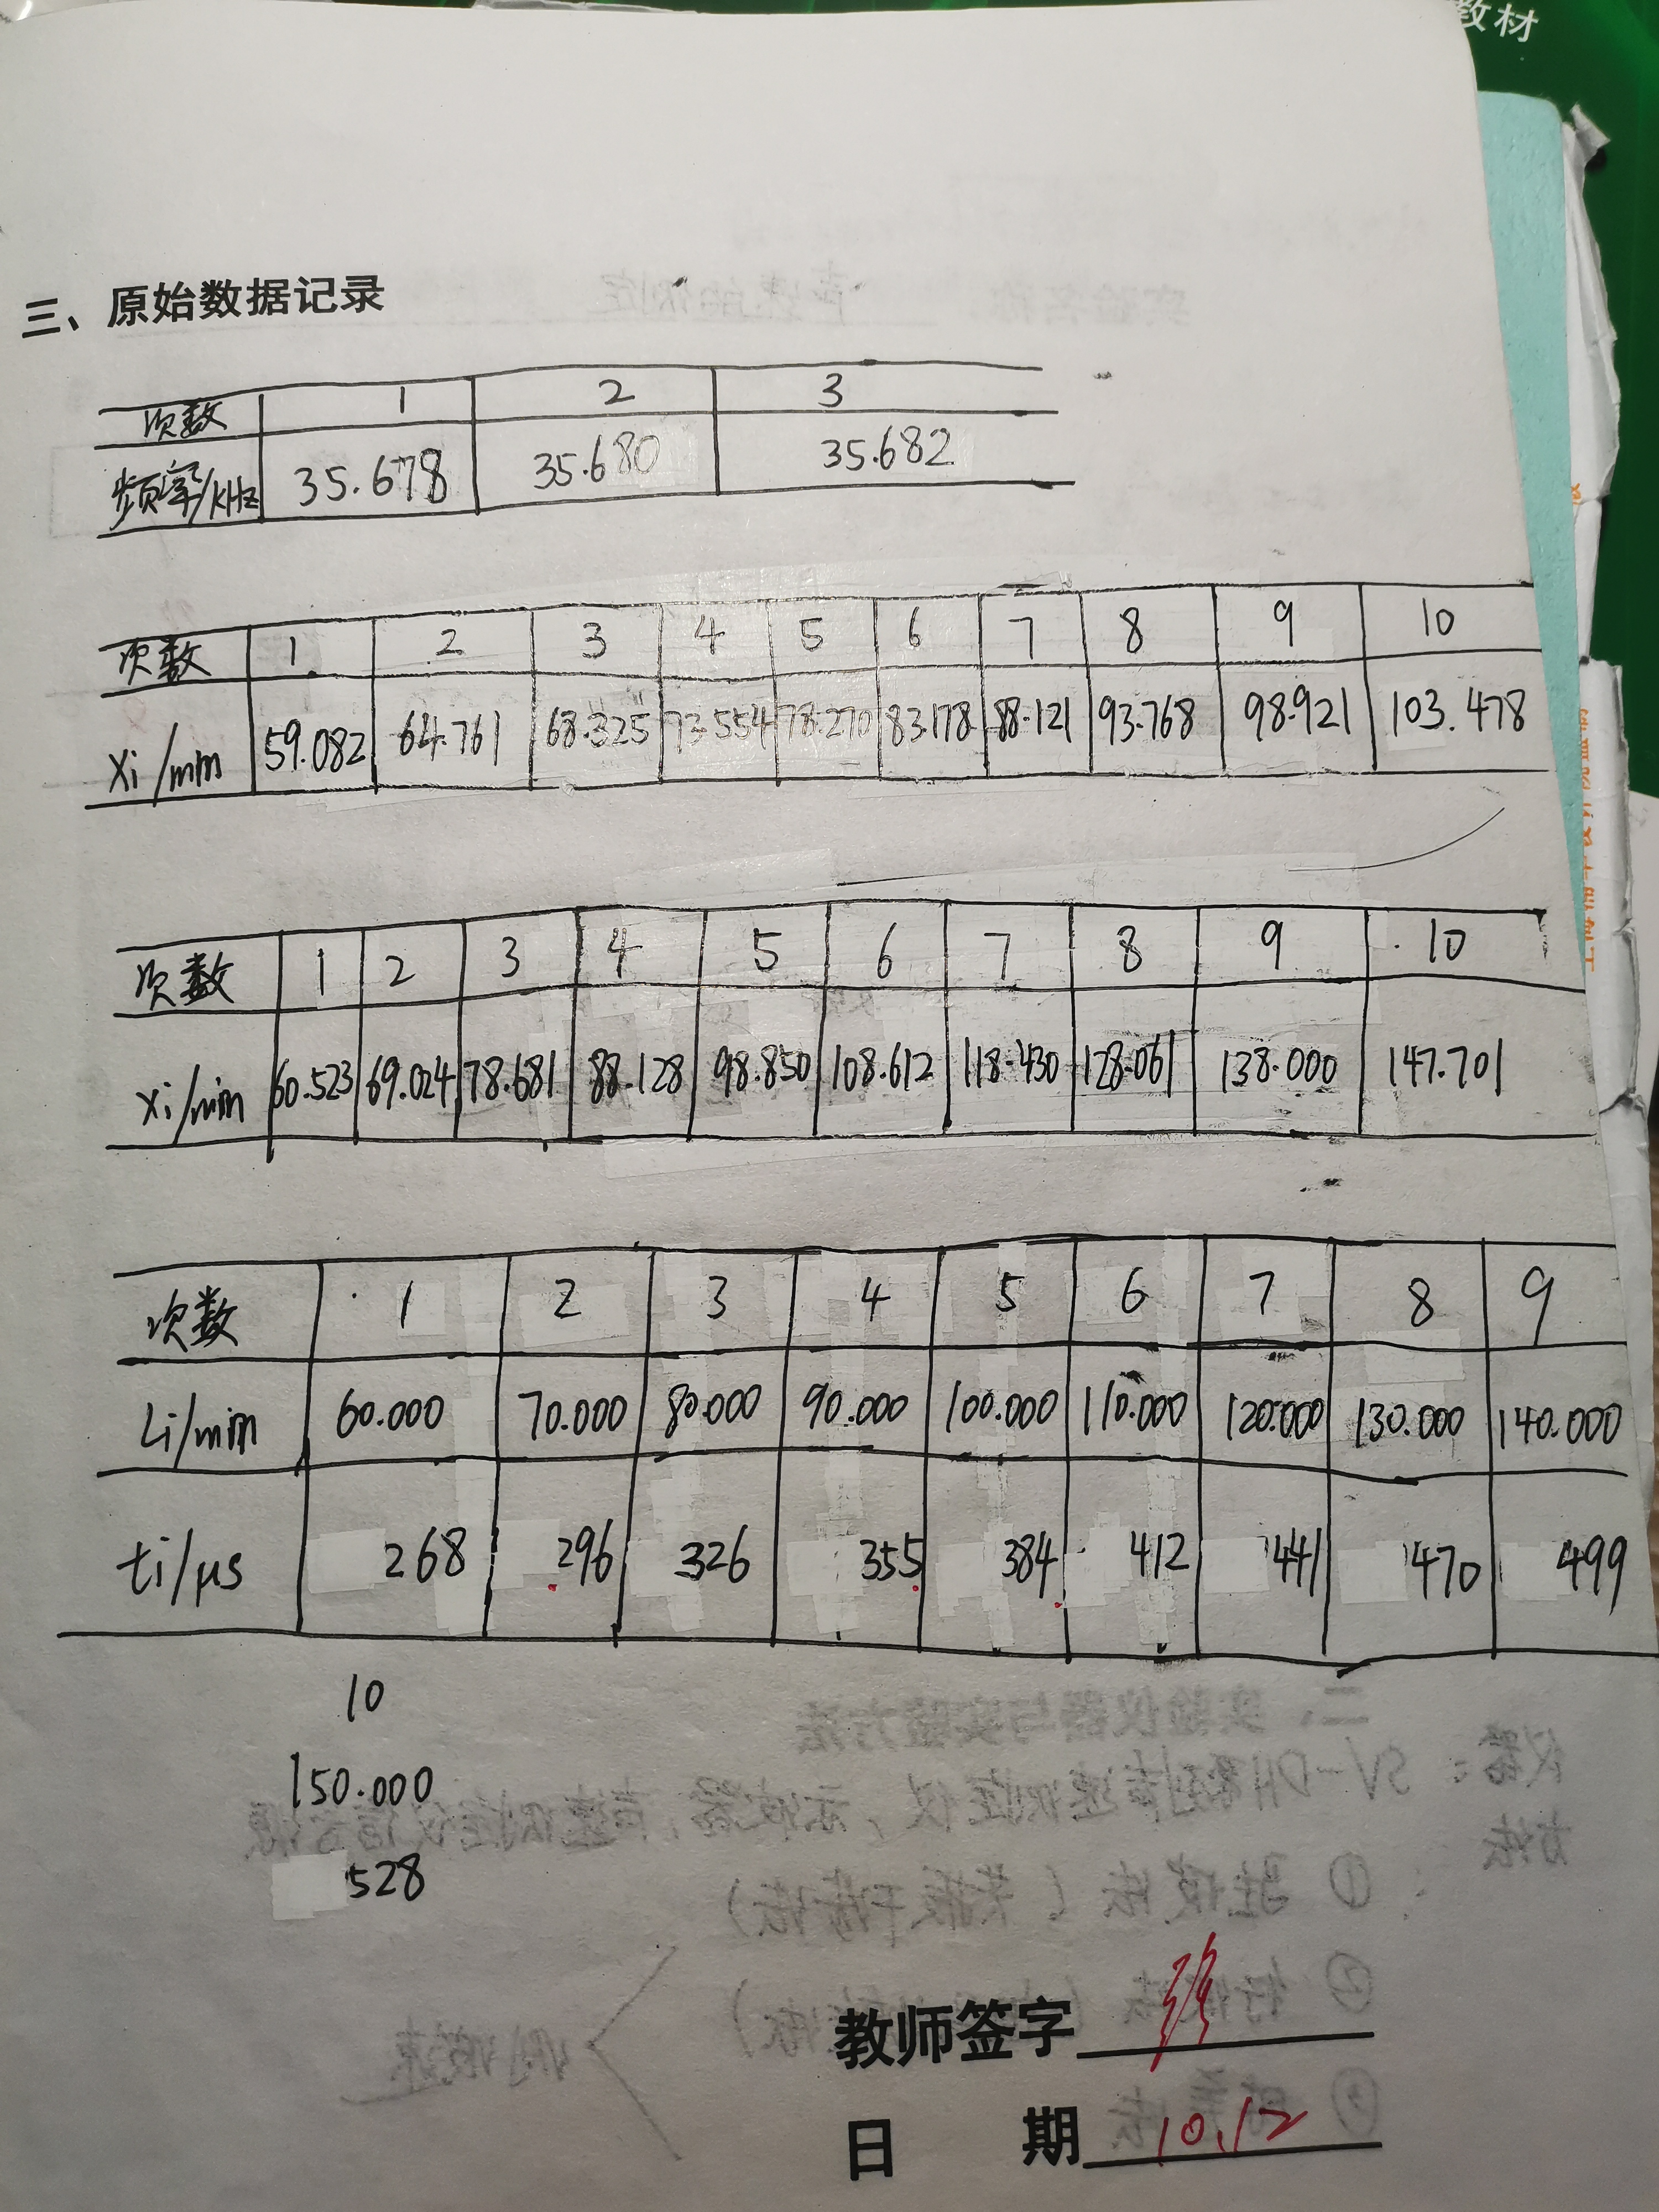 教材
三、原始数据记录
次数 1 2 3
频率/kHz 35.678 35.680 35.682
次数 1 2 3 4 5 6 7 8 9 10
xi/mm 59.082 64.761 68.325 73.554 78.270 83.178 88.121 93.768 98.921 103.478
次数 1 2 3 4 5 6 7 8 9 10
xi/min 60.523 69.024 78.681 88.128 98.850 108.612 118.430 128.061 138.000 147.701
次数 1 2 3 4 5 6 7 8 9
Li/min 60.000 70.000 80.000 90.000 100.000 110.000 120.000 130.000 140.000
ti/μs 268 296 326 355 384 412 441 470 499
10
150.000
528
教师签字
日 期 10.12